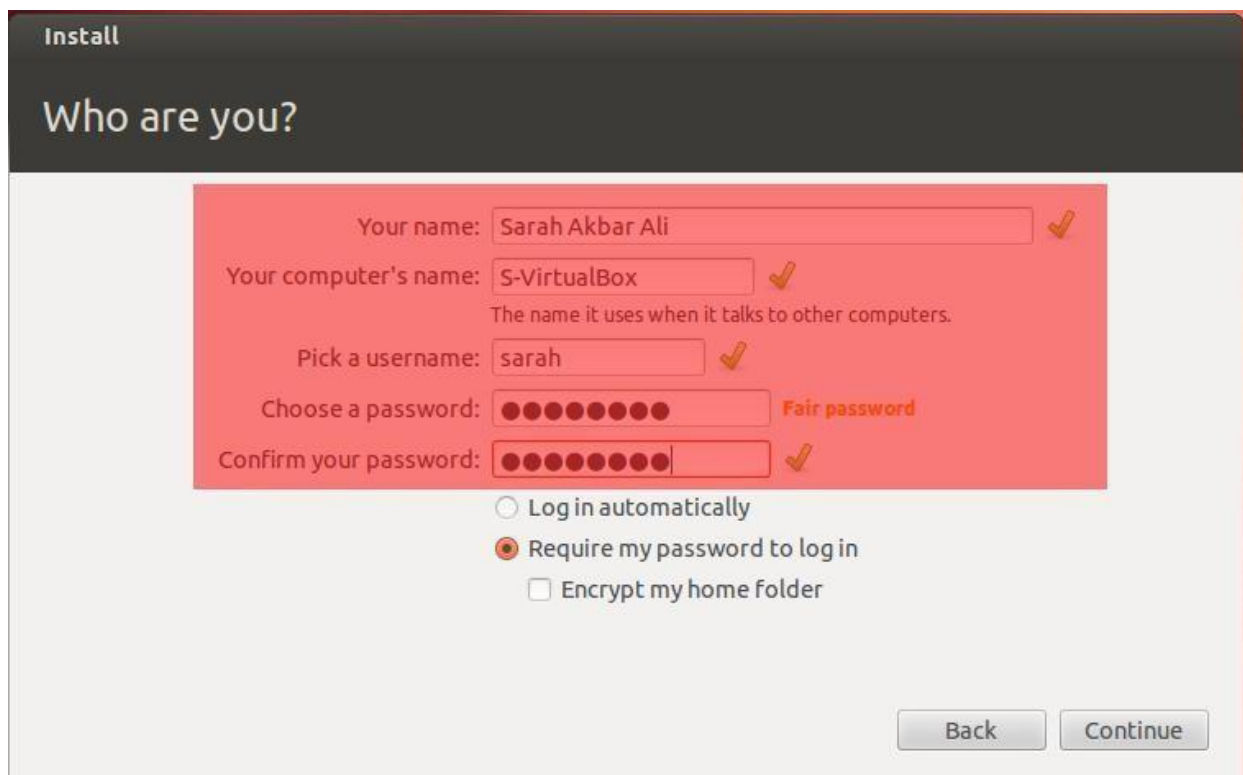 Install
Who are you?
Your name: Sarah Akbar Ali
Your computer's name: S-VirtualBox
The name it uses when it talks to other computers.
Pick a username: sarah
Choose a password: ●●●●●●●● Fair password
Confirm your password: ●●●●●●●●
Log in automatically
Require my password to log in
Encrypt my home folder
Back Continue